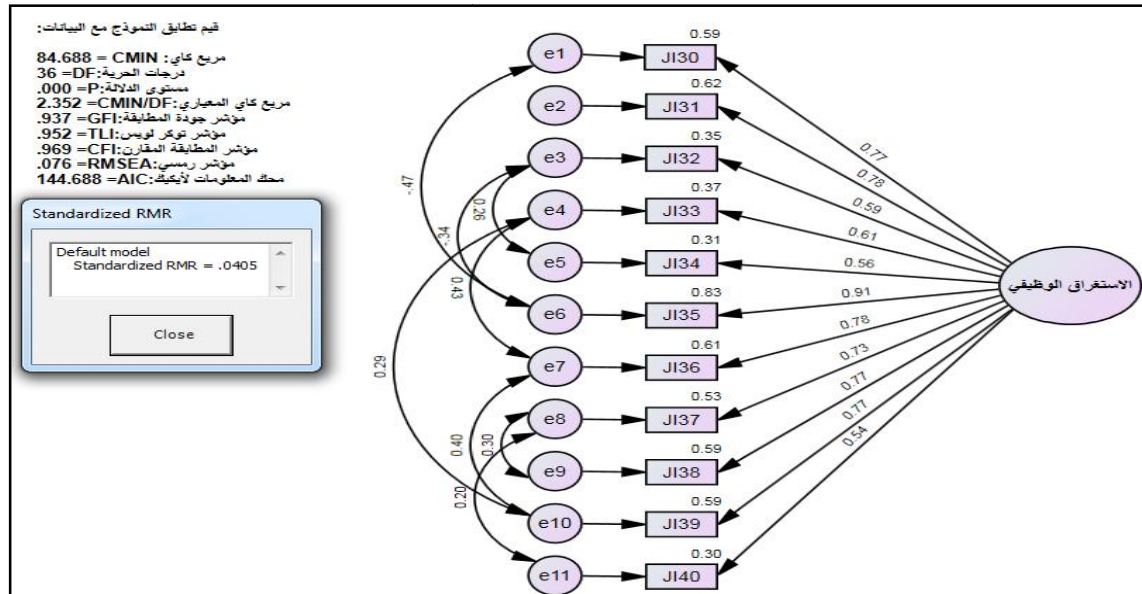 قيم تطابق النموذج مع البيانات:
مربع كاي: CMIN = 84.688
درجات الحرية:DF= 36
مستوى الدلالة:P= .000
مربع كاي المعياري:CMIN/DF= 2.352
مؤشر جودة المطابقة:GFI= .937
مؤشر توكر لويس:TLI= .952
مؤشر المطابقة المقارن:CFI= .969
مؤشر رمسي:RMSEA= .076
محك المعلومات لأيكيك:AIC= 144.688
Standardized RMR
Default model
Standardized RMR = .0405
Close
e1
0.59
JI30
0.77
e2
0.62
JI31
0.78
e3
0.35
JI32
0.59
e4
0.37
JI33
0.61
e5
0.31
JI34
0.56
e6
0.83
JI35
0.91
e7
0.61
JI36
0.78
e8
0.53
JI37
0.73
e9
0.59
JI38
0.77
e10
0.59
JI39
0.77
e11
0.30
JI40
0.54
-.47
-.34
0.26
0.43
0.29
0.40
0.30
0.20
الاستغراق الوظيفي